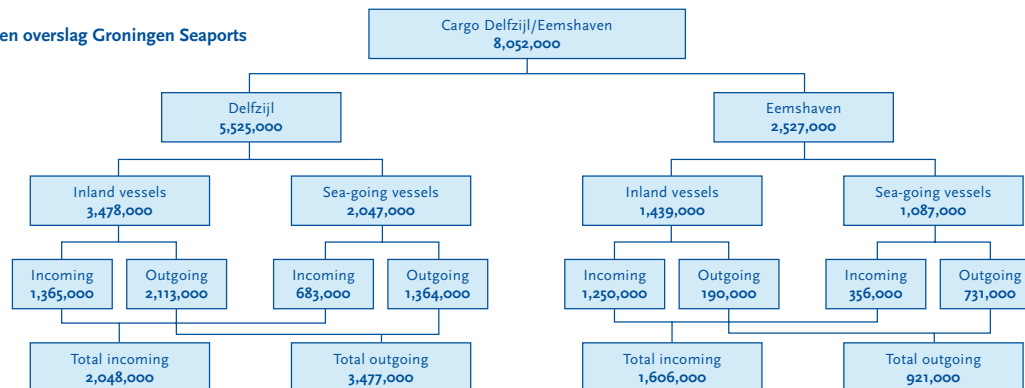 en overslag Groningen Seaports
Cargo Delfzijl/Eemshaven
8,052,000
Delfzijl
5,525,000
Eemshaven
2,527,000
Inland vessels
3,478,000
Sea-going vessels
2,047,000
Inland vessels
1,439,000
Sea-going vessels
1,087,000
Incoming
1,365,000
Outgoing
2,113,000
Incoming
683,000
Outgoing
1,364,000
Incoming
1,250,000
Outgoing
190,000
Incoming
356,000
Outgoing
731,000
Total incoming
2,048,000
Total outgoing
3,477,000
Total incoming
1,606,000
Total outgoing
921,000